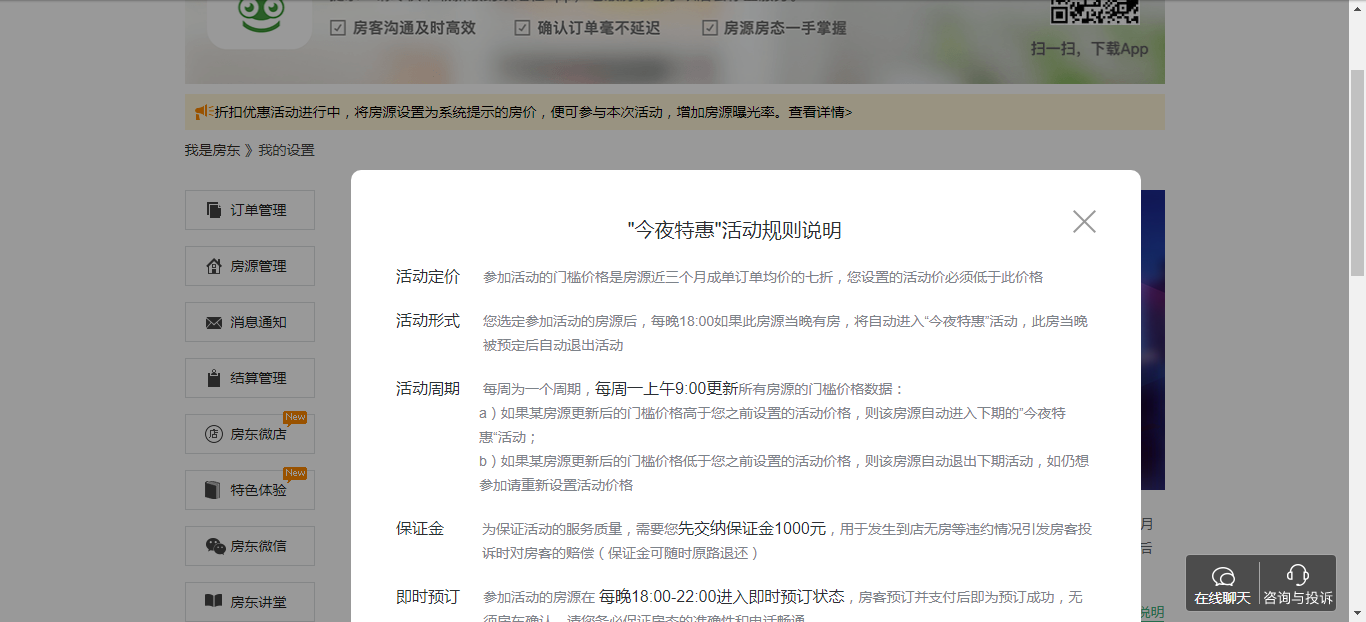 房客沟通及时高效 确认订单毫不延迟 房源房态一手掌握
扫一扫，下载App
折扣优惠活动进行中，将房源设置为系统提示的房价，便可参与本次活动，增加房源曝光率。查看详情>
我是房东 》我的设置
订单管理
房源管理
消息通知
结算管理
New
房东微店
New
特色体验
房东微信
房东讲堂
"今夜特惠"活动规则说明
活动定价 参加活动的门槛价格是房源近三个月成单订单均价的七折，您设置的活动价必须低于此价格
活动形式 您选定参加活动的房源后，每晚18:00如果此房源当晚有房，将自动进入“今夜特惠”活动，此房当晚
被预定后自动退出活动
活动周期 每周为一个周期，每周一上午9:00更新所有房源的门槛价格数据：
a）如果某房源更新后的门槛价格高于您之前设置的活动价格，则该房源自动进入下期的”今夜特
惠“活动；
b）如果某房源更新后的门槛价格低于您之前设置的活动价格，则该房源自动退出下期活动，如仍想
参加请重新设置活动价格
保证金 为保证活动的服务质量，需要您先交纳保证金1000元，用于发生到店无房等违约情况引发房客投
诉时对房客的赔偿（保证金可随时原路退还）
即时预订 参加活动的房源在 每晚18:00-22:00进入即时预订状态，房客预订并支付后即为预订成功，无
须房东确认，请您务必保证房态的准确性和电话畅通
月
后
说明
在线聊天 咨询与投诉